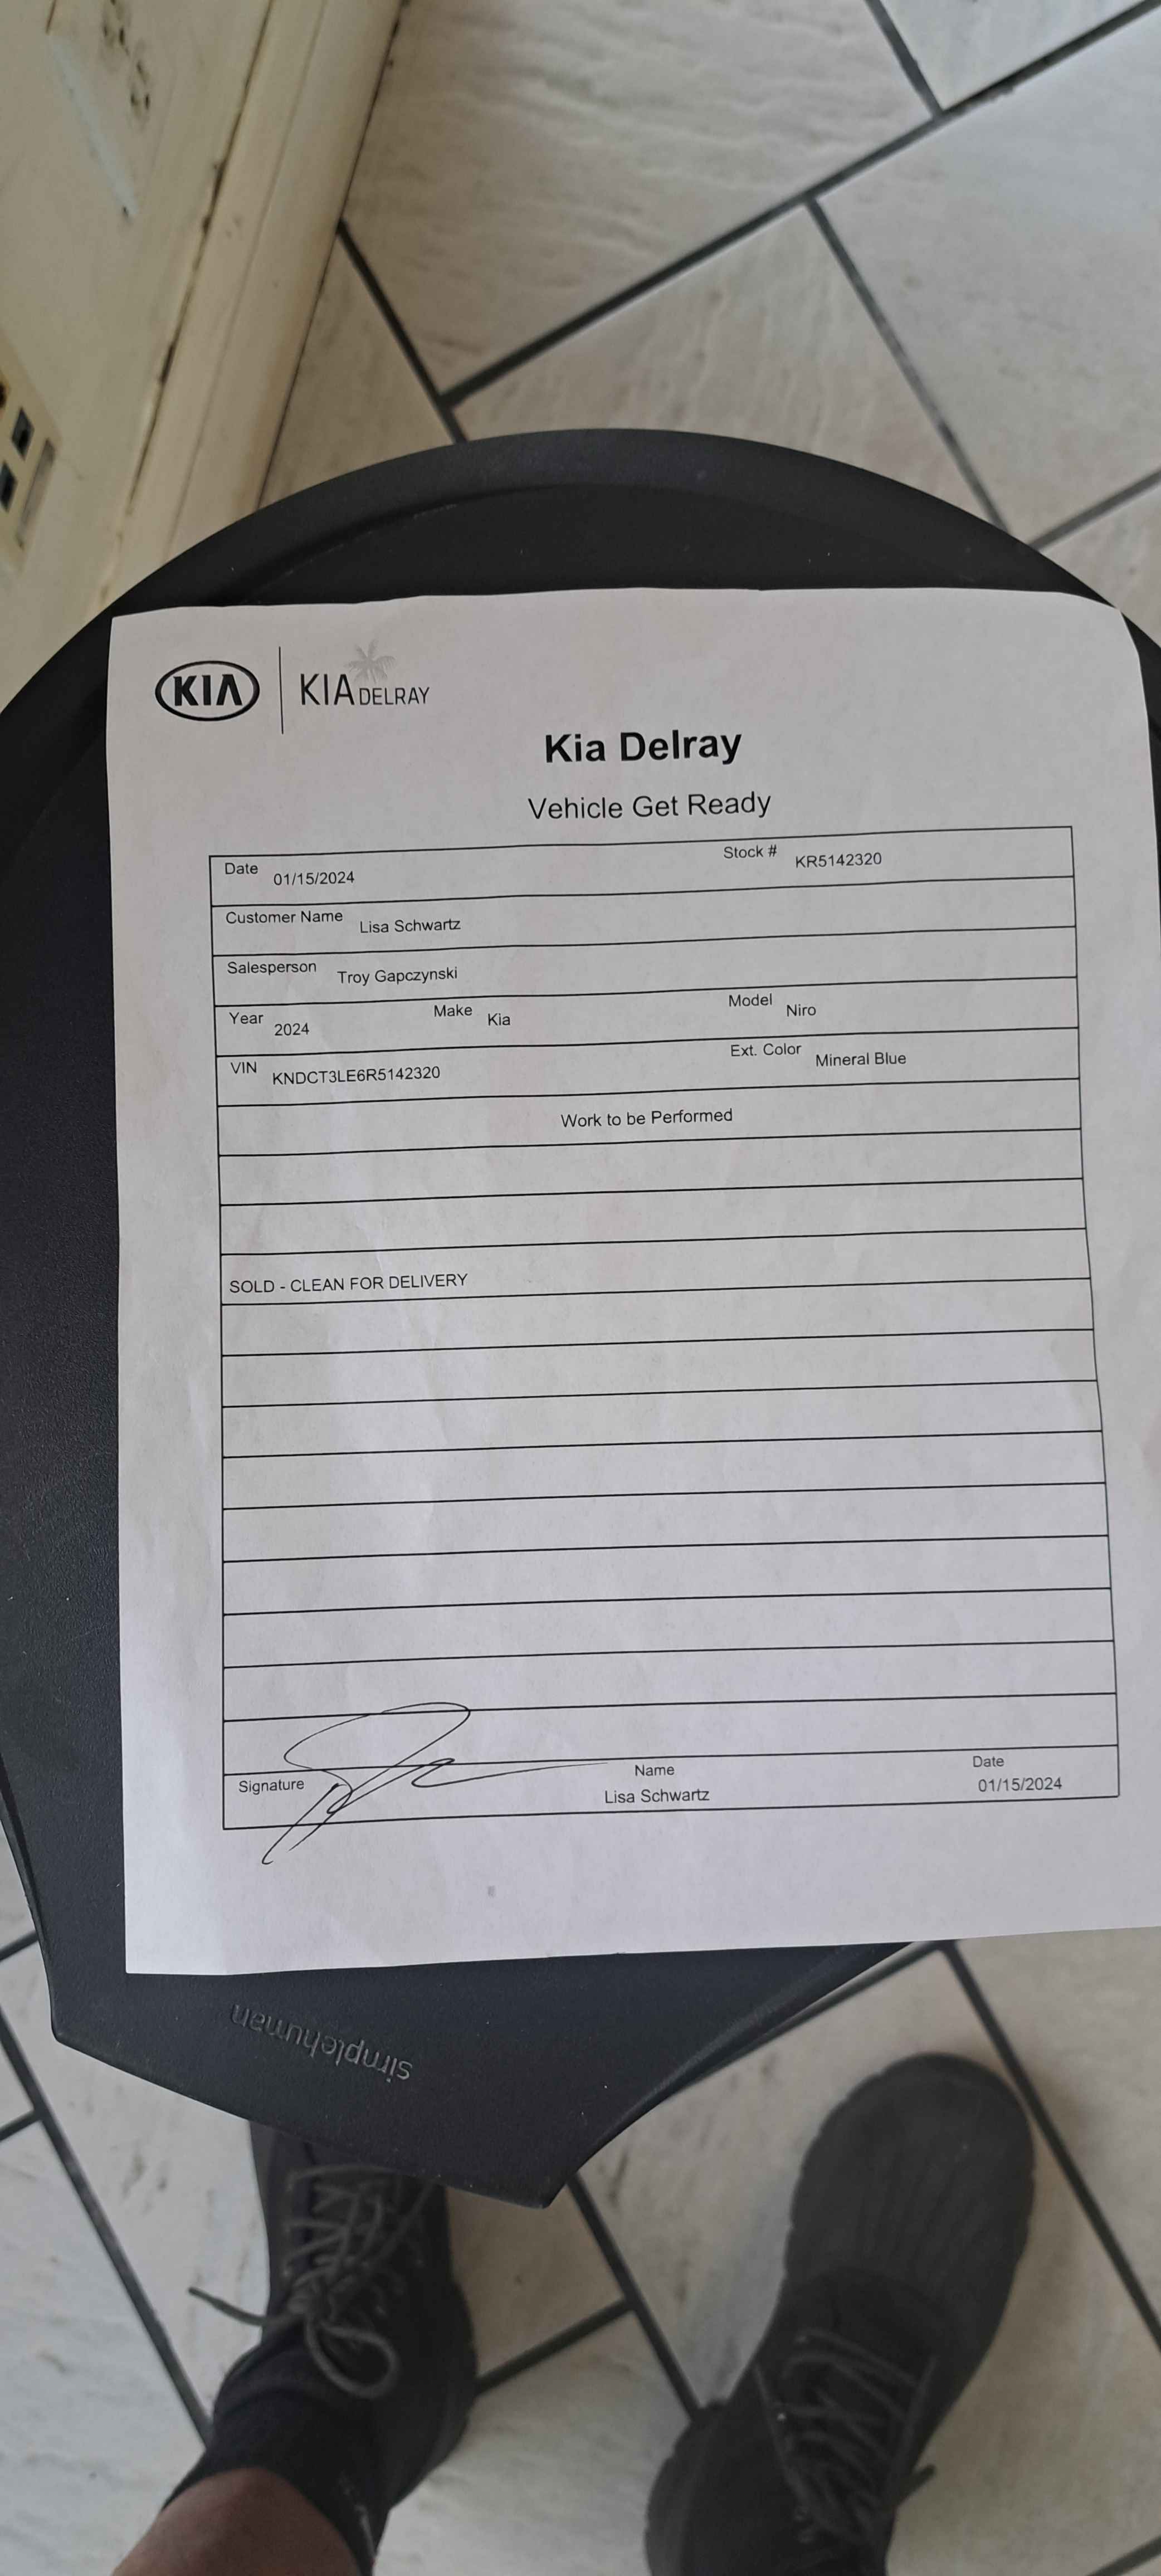 KIA KIA DELRAY
Kia Delray
Vehicle Get Ready
Date 01/15/2024 Stock # KR5142320
Customer Name Lisa Schwartz
Salesperson Troy Gapczynski
Year 2024 Make Kia Model Niro
VIN KNDCT3LE6R5142320 Ext. Color Mineral Blue
Work to be Performed
SOLD - CLEAN FOR DELIVERY
Signature Name Date
Lisa Schwartz 01/15/2024
simplehuman